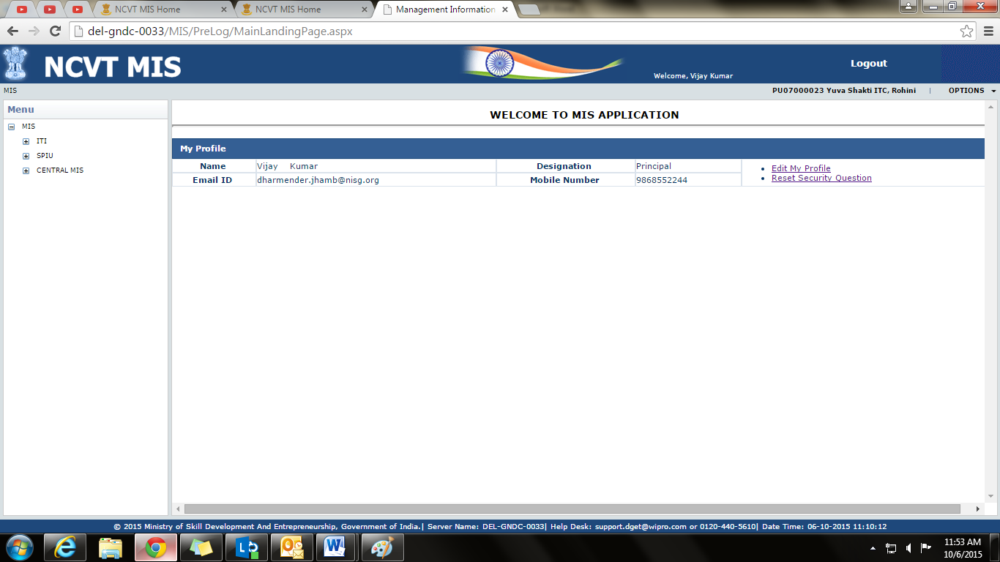 NCVT MIS Home
NCVT MIS Home
Management Information
del-gndc-0033/MIS/PreLog/MainLandingPage.aspx
NCVT MIS
Welcome, Vijay Kumar
Logout
MIS
PU07000023 Yuva Shakti ITC, Rohini | OPTIONS
Menu
MIS
ITI
SPIU
CENTRAL MIS
WELCOME TO MIS APPLICATION
My Profile
Name Vijay Kumar Designation Principal
Email ID dharmender.jhamb@nisg.org Mobile Number 9868552244
Edit My Profile
Reset Security Question
© 2015 Ministry of Skill Development And Entrepreneurship, Government of India.| Server Name: DEL-GNDC-0033| Help Desk: support.dget@wipro.com or 0120-440-5610| Date Time: 06-10-2015 11:10:12
11:53 AM
10/6/2015